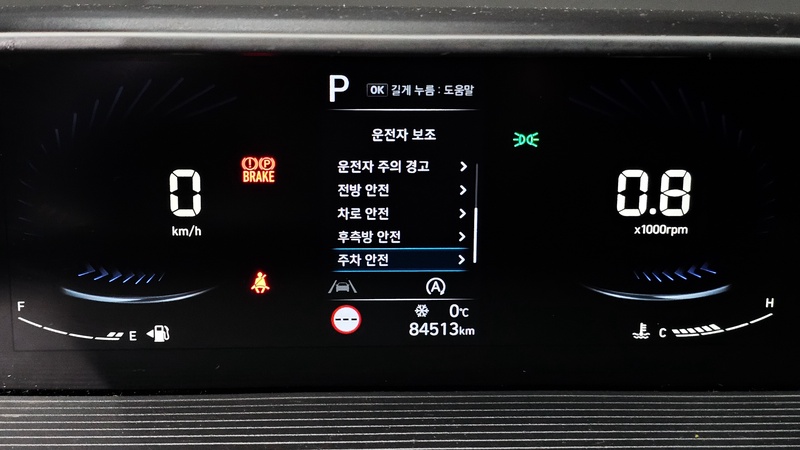 P OK 길게 누름 : 도움말
운전자 보조
운전자 주의 경고
전방 안전
차로 안전
후측방 안전
주차 안전
A
0℃
84513km
0
km/h
BRAKE
P
0.8
x1000rpm
F
E
C
H